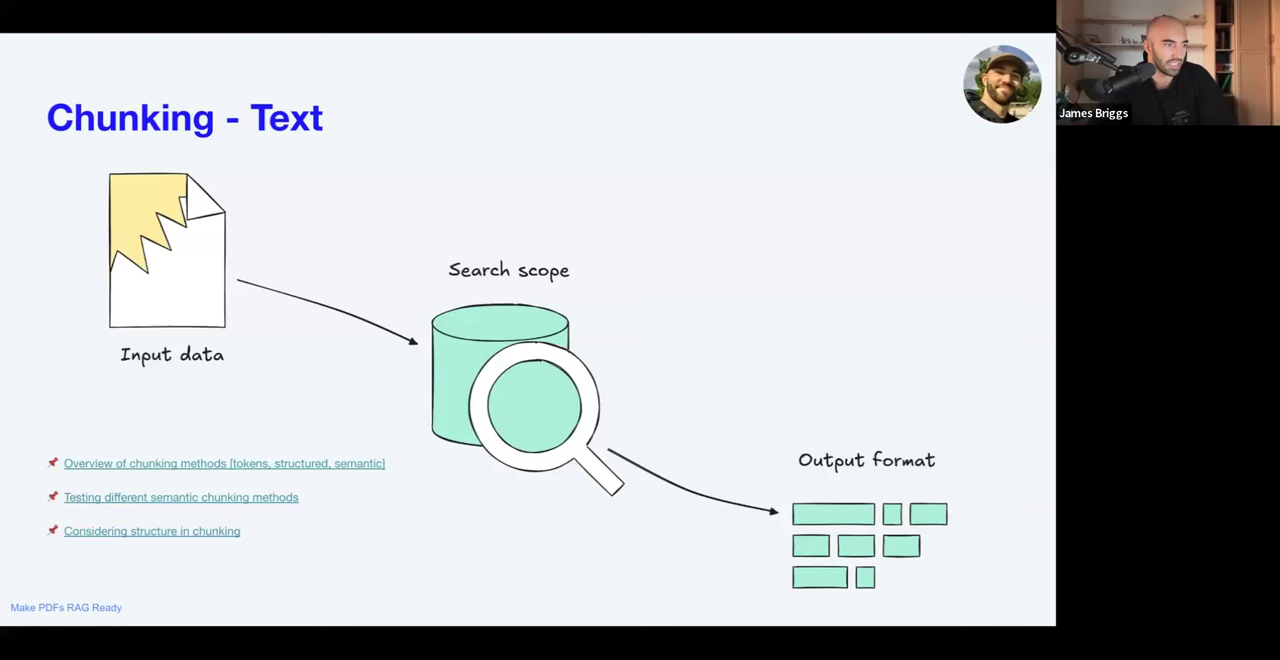 Chunking - Text
James Briggs
Search scope
Input data
Output format
Overview of chunking methods [tokens, structured, semantic]
Testing different semantic chunking methods
Considering structure in chunking
Make PDFs RAG Ready